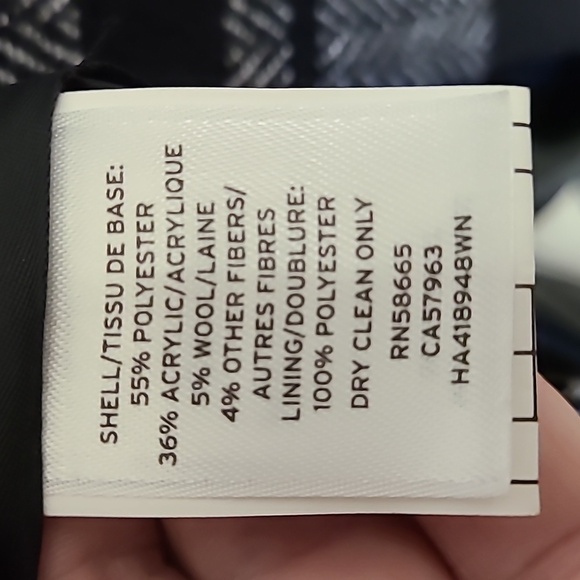 SHELL/TISSU DE BASE:
55% POLYESTER
36% ACRYLIC/ACRYLIQUE
5% WOOL/LAINE
4% OTHER FIBERS/
AUTRES FIBRES
LINING/DOUBLURE:
100% POLYESTER
DRY CLEAN ONLY
RN58665
CA57963
HA418948WN